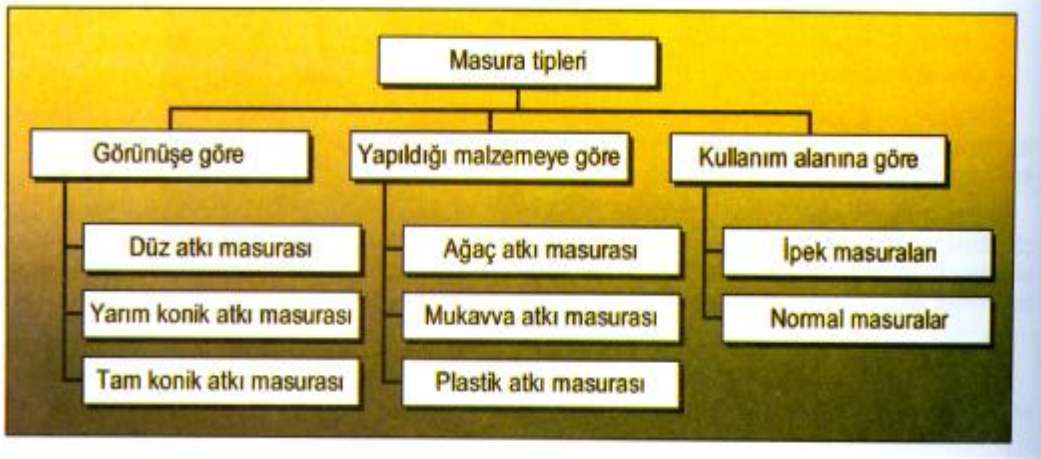 Masura tipleri
Görünüşe göre
Yapıldığı malzemeye göre
Kullanım alanına göre
Düz atkı masurası
Ağaç atkı masurası
İpek masuraları
Yarım konik atkı masurası
Mukavva atkı masurası
Normal masuralar
Tam konik atkı masurası
Plastik atkı masurası